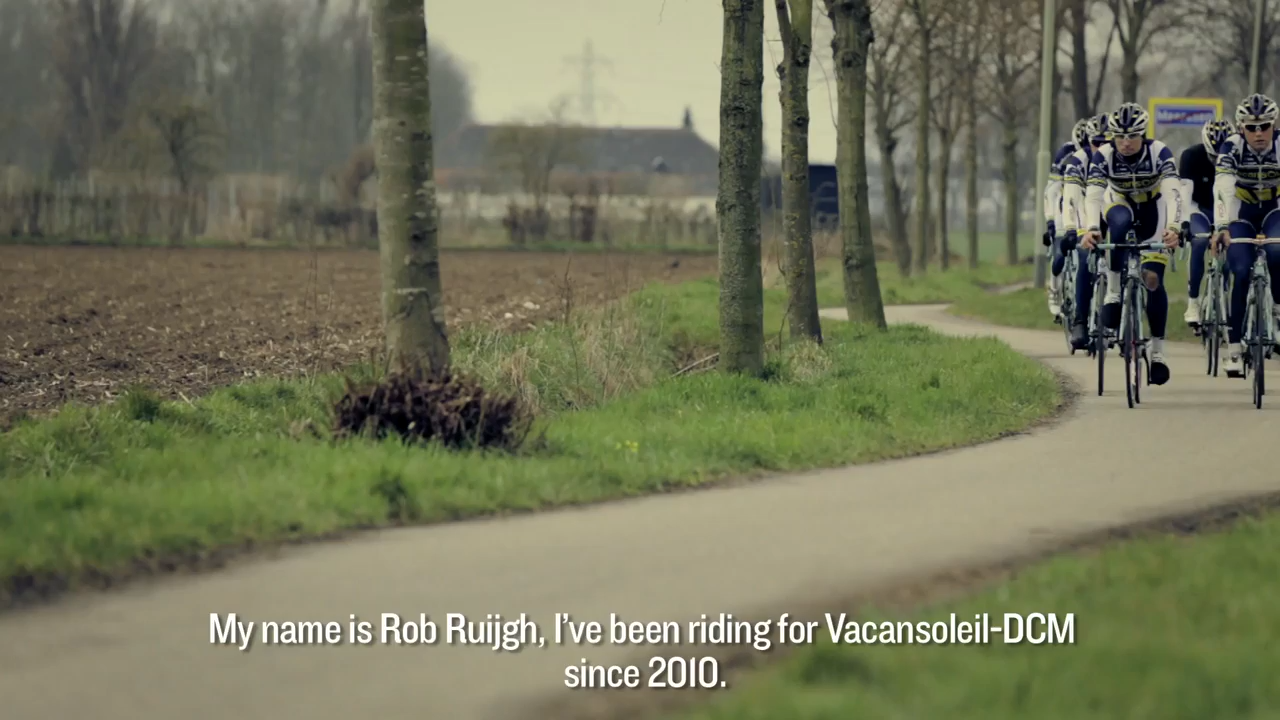 My name is Rob Ruijgh, I've been riding for Vacansoleil-DCM
since 2010.